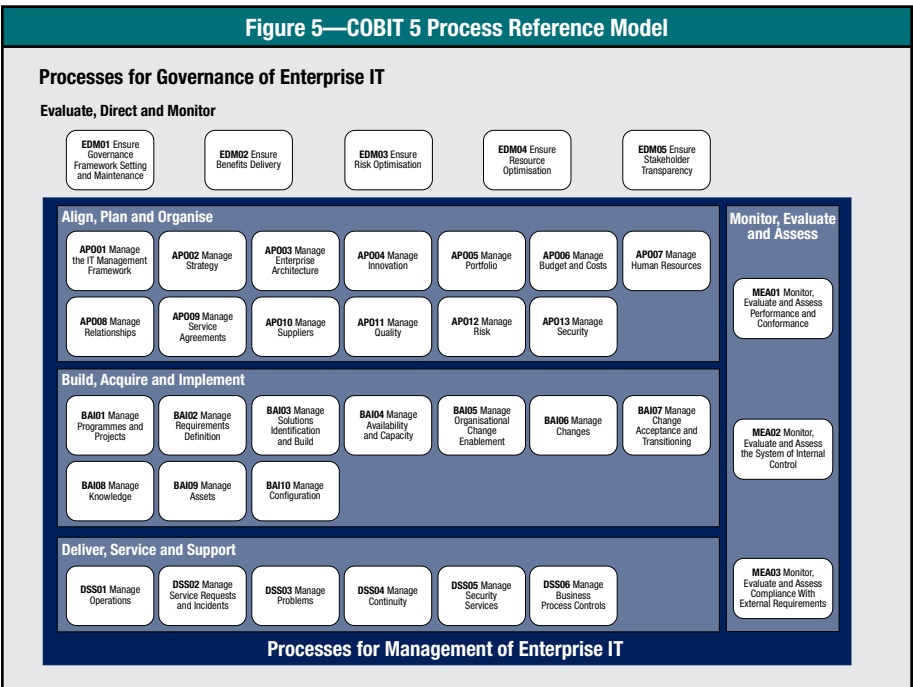 Figure 5—COBIT 5 Process Reference Model
Processes for Governance of Enterprise IT
Evaluate, Direct and Monitor
EDM01 Ensure
Governance
Framework Setting
and Maintenance
EDM02 Ensure
Benefits Delivery
EDM03 Ensure
Risk Optimisation
EDM04 Ensure
Resource
Optimisation
EDM05 Ensure
Stakeholder
Transparency
Align, Plan and Organise
APO01 Manage
the IT Management
Framework
APO02 Manage
Strategy
APO03 Manage
Enterprise
Architecture
APO04 Manage
Innovation
APO05 Manage
Portfolio
APO06 Manage
Budget and Costs
APO07 Manage
Human Resources
APO08 Manage
Relationships
APO09 Manage
Service
Agreements
APO10 Manage
Suppliers
APO11 Manage
Quality
APO12 Manage
Risk
APO13 Manage
Security
Build, Acquire and Implement
BAI01 Manage
Programmes and
Projects
BAI02 Manage
Requirements
Definition
BAI03 Manage
Solutions
Identification
and Build
BAI04 Manage
Availability
and Capacity
BAI05 Manage
Organisational
Change
Enablement
BAI06 Manage
Changes
BAI07 Manage
Change
Acceptance and
Transitioning
BAI08 Manage
Knowledge
BAI09 Manage
Assets
BAI10 Manage
Configuration
Deliver, Service and Support
DSS01 Manage
Operations
DSS02 Manage
Service Requests
and Incidents
DSS03 Manage
Problems
DSS04 Manage
Continuity
DSS05 Manage
Security
Services
DSS06 Manage
Business
Process Controls
Monitor, Evaluate
and Assess
MEA01 Monitor,
Evaluate and Assess
Performance and
Conformance
MEA02 Monitor,
Evaluate and Assess
the System of Internal
Control
MEA03 Monitor,
Evaluate and Assess
Compliance With
External Requirements
Processes for Management of Enterprise IT